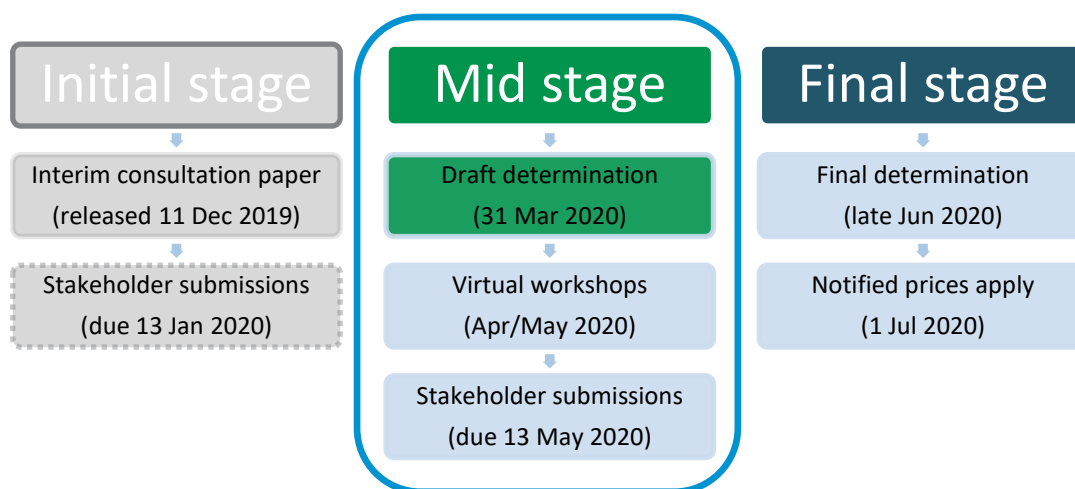 Initial stage
Interim consultation paper
(released 11 Dec 2019)
Stakeholder submissions
(due 13 Jan 2020)
Mid stage
Draft determination
(31 Mar 2020)
Virtual workshops
(Apr/May 2020)
Stakeholder submissions
(due 13 May 2020)
Final stage
Final determination
(late Jun 2020)
Notified prices apply
(1 Jul 2020)